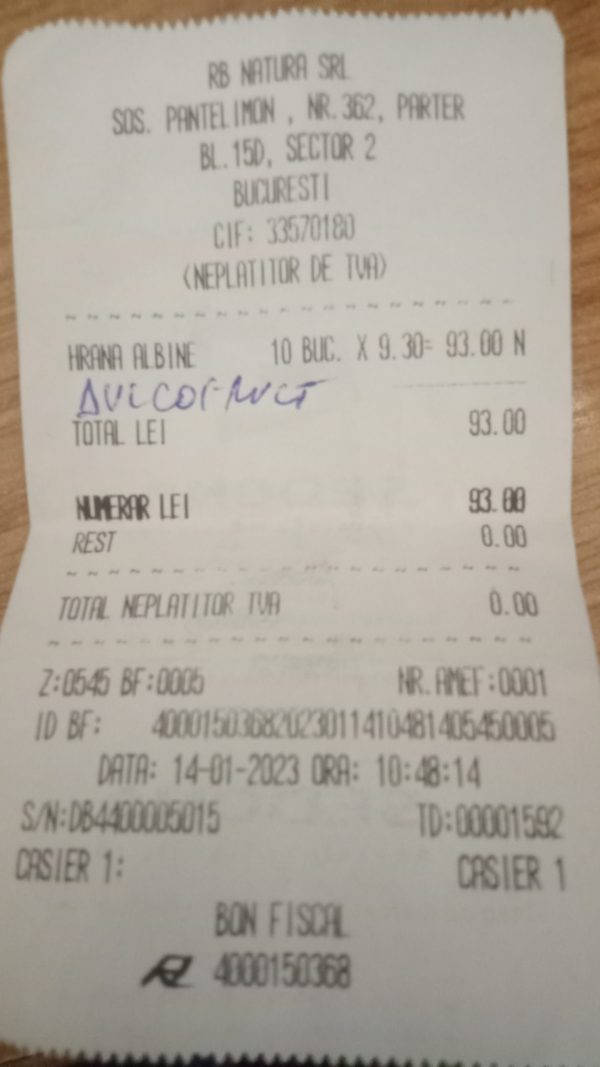 RB NATURA SRL
SOS. PANTELIMON , NR.362, PARTER
BL.15D, SECTOR 2
BUCURESTI
CIF: 33570180
(NEPLATITOR DE TVA)
HRANA ALBINE 10 BUC. X 9.30= 93.00 N
DULCOFRUCT
TOTAL LEI 93.00
NUMERAR LEI 93.00
REST 0.00
TOTAL NEPLATITOR TVA 0.00
Z:0545 BF:0005 NR.AMEF:0001
ID BF: 40001503682023011410481405450005
DATA: 14-01-2023 ORA: 10:48:14
S/N:DB4400005015 TD:00001592
CASIER 1: CASIER 1
BON FISCAL
4000150368